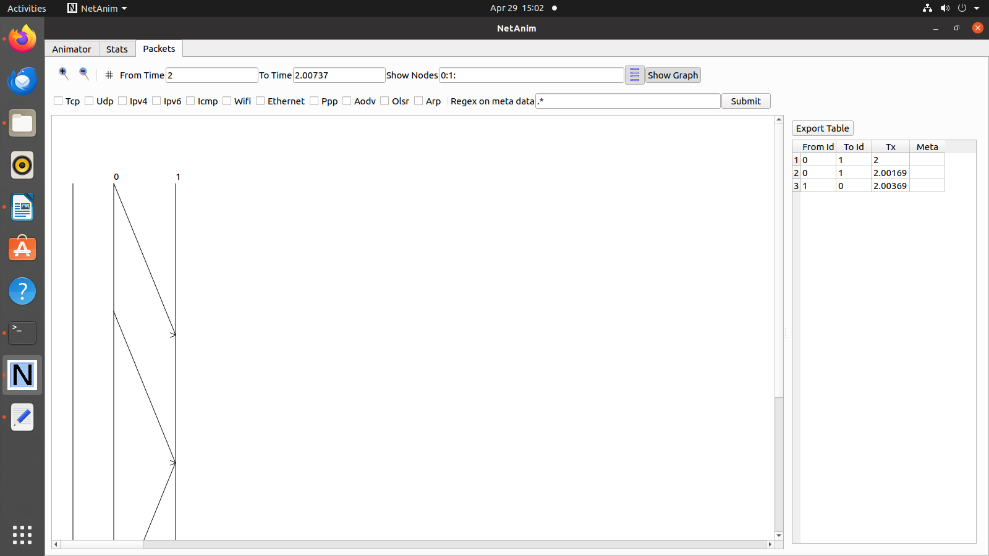 Activities NetAnim Apr 29 15:02
NetAnim
Animator Stats Packets
# From Time 2 To Time 2.00737 Show Nodes 0:1: Show Graph
Tcp Udp Ipv4 Ipv6 Icmp Wifi Ethernet Ppp Aodv Olsr Arp Regex on meta data .* Submit
Export Table
From Id To Id Tx Meta
1 0 1 2
2 0 1 2.00169
3 1 0 2.00369
0 1
>_
?
N